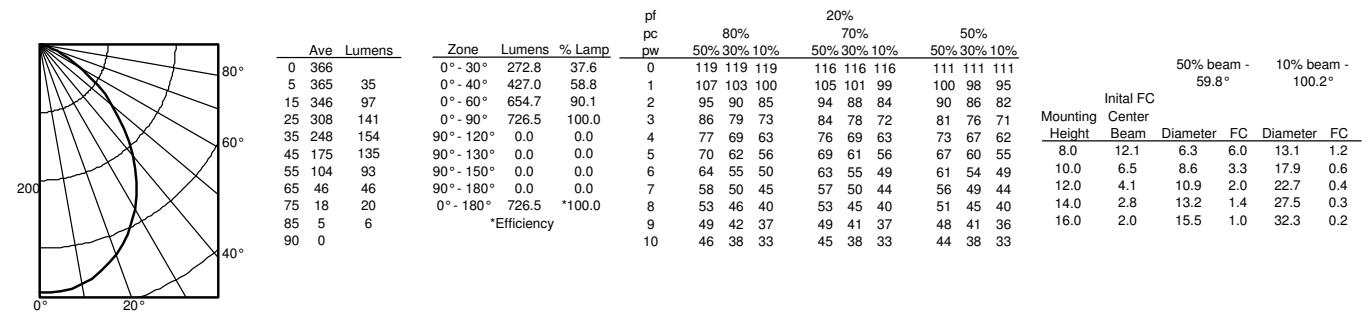 80°
60°
200
40°
0° 20°
Ave Lumens
0 366
5 365 35
15 346 97
25 308 141
35 248 154
45 175 135
55 104 93
65 46 46
75 18 20
85 5 6
90 0
Zone Lumens % Lamp
0°-30° 272.8 37.6
0°-40° 427.0 58.8
0°-60° 654.7 90.1
0°-90° 726.5 100.0
90°-120° 0.0 0.0
90°-130° 0.0 0.0
90°-150° 0.0 0.0
90°-180° 0.0 0.0
0°-180° 726.5 *100.0
*Efficiency
pf 20%
pc 80% 70% 50%
pw 50% 30% 10% 50% 30% 10% 50% 30% 10%
0 119 119 119 116 116 116 111 111 111
1 107 103 100 105 101 99 100 98 95
2 95 90 85 94 88 84 90 86 82
3 86 79 73 84 78 72 81 76 71
4 77 69 63 76 69 63 73 67 62
5 70 62 56 69 61 56 67 60 55
6 64 55 50 63 55 49 61 54 49
7 58 50 45 57 50 44 56 49 44
8 53 46 40 53 45 40 51 45 40
9 49 42 37 49 41 37 48 41 36
10 46 38 33 45 38 33 44 38 33
50% beam - 10% beam -
59.8° 100.2°
Inital FC
Mounting Center
Height Beam Diameter FC Diameter FC
8.0 12.1 6.3 6.0 13.1 1.2
10.0 6.5 8.6 3.3 17.9 0.6
12.0 4.1 10.9 2.0 22.7 0.4
14.0 2.8 13.2 1.4 27.5 0.3
16.0 2.0 15.5 1.0 32.3 0.2